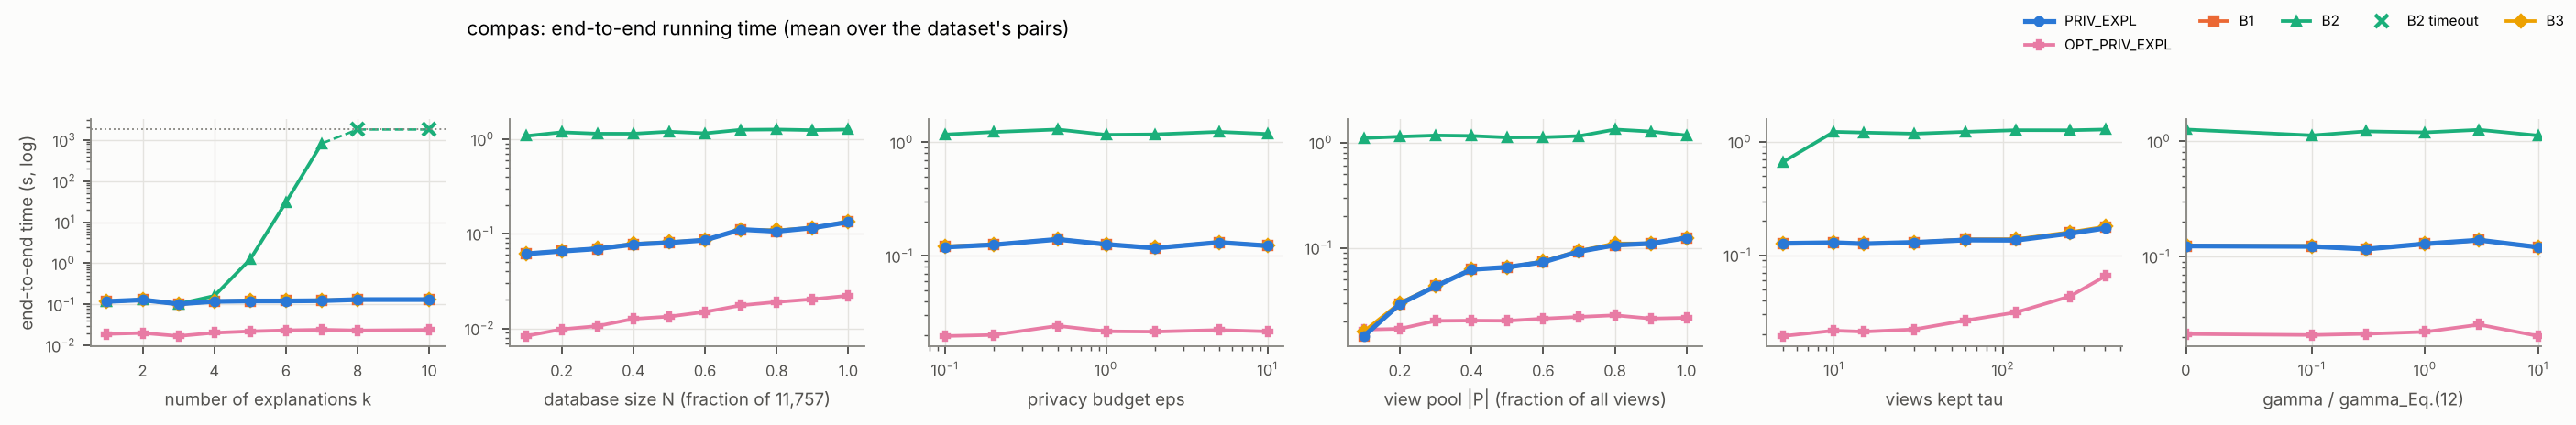 compas: end-to-end running time (mean over the dataset's pairs)
PRIV_EXPL B1 B2 B2 timeout B3
OPT_PRIV_EXPL
end-to-end time (s, log)
10³
10²
10¹
10⁰
10⁻¹
10⁻²
2 4 6 8 10
number of explanations k
10⁰
10⁻¹
10⁻²
0.2 0.4 0.6 0.8 1.0
database size N (fraction of 11,757)
10⁰
10⁻¹
10⁻¹ 10⁰ 10¹
privacy budget eps
10⁰
10⁻¹
0.2 0.4 0.6 0.8 1.0
view pool |P| (fraction of all views)
10⁰
10⁻¹
10¹ 10²
views kept tau
10⁰
10⁻¹
0 10⁻¹ 10⁰ 10¹
gamma / gamma_Eq.(12)